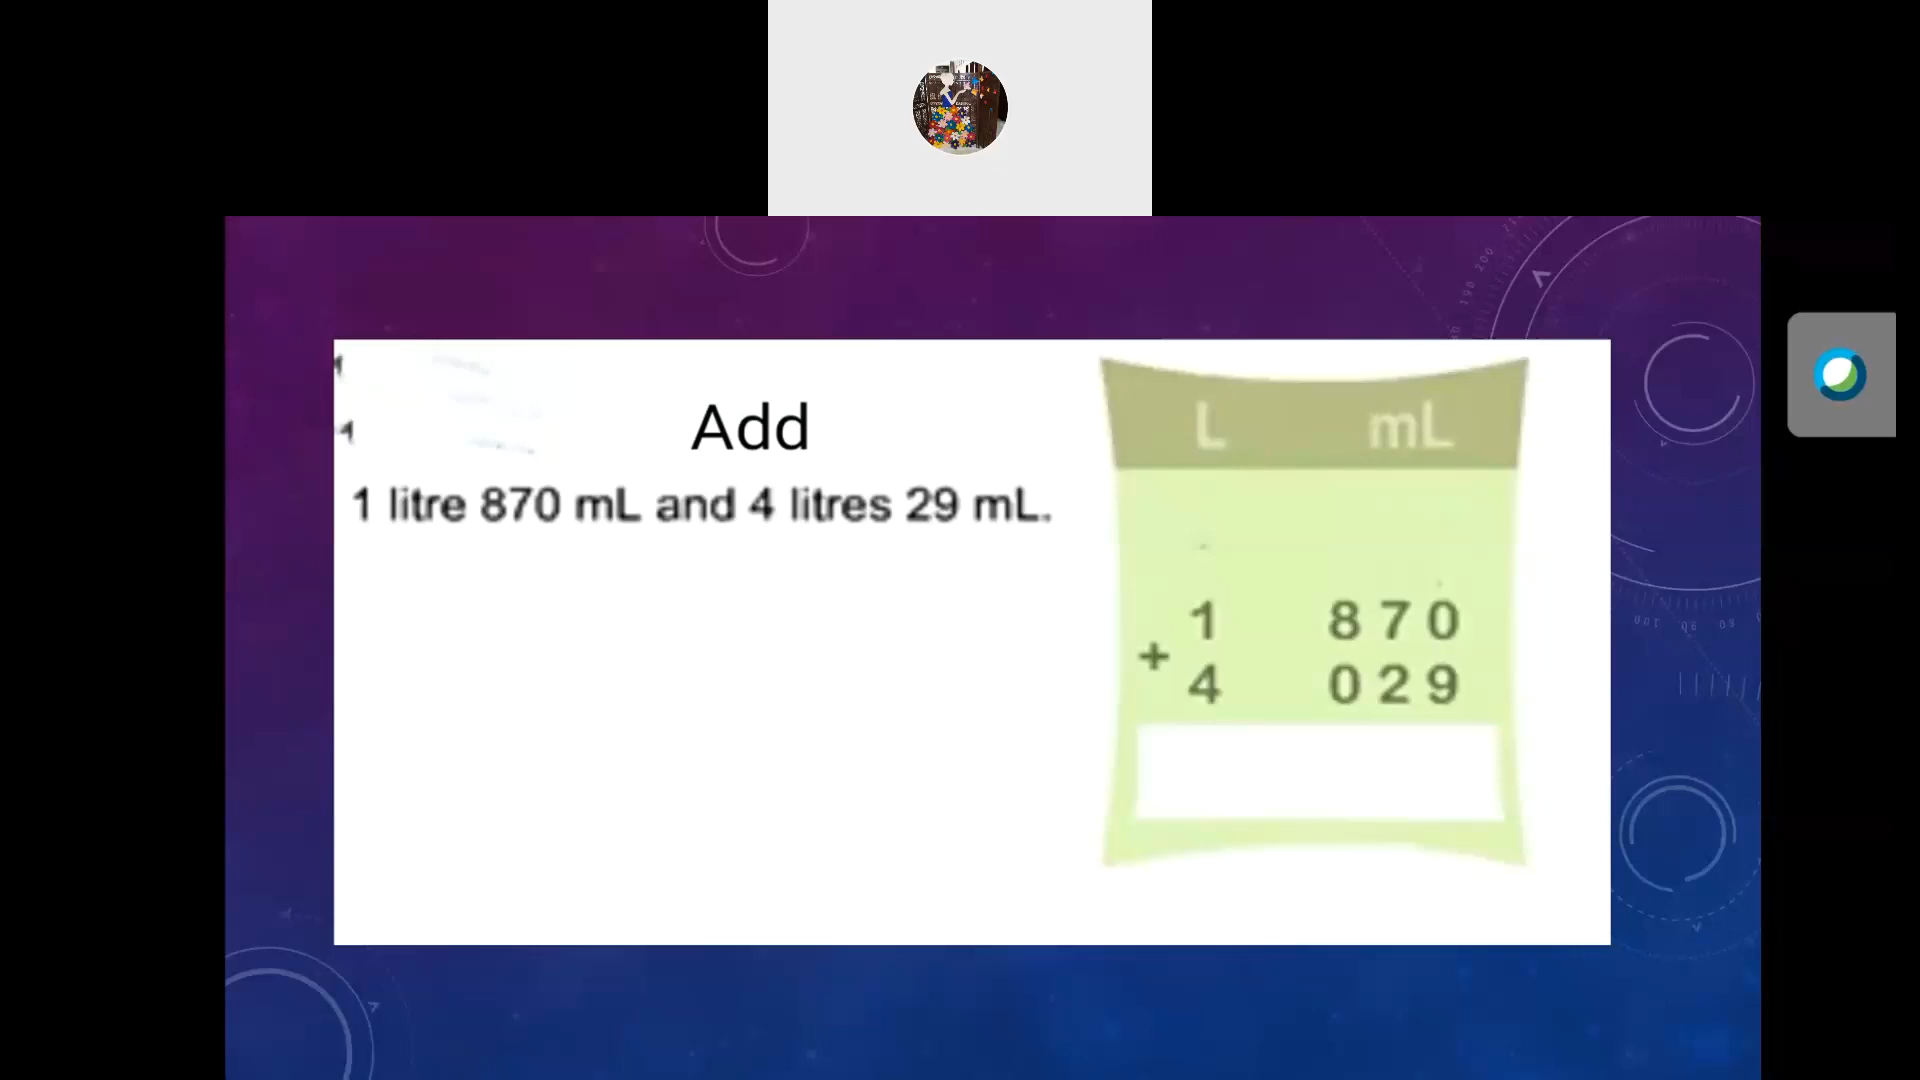 Add
1 litre 870 mL and 4 litres 29 mL.
L mL
1 870
+
4 029